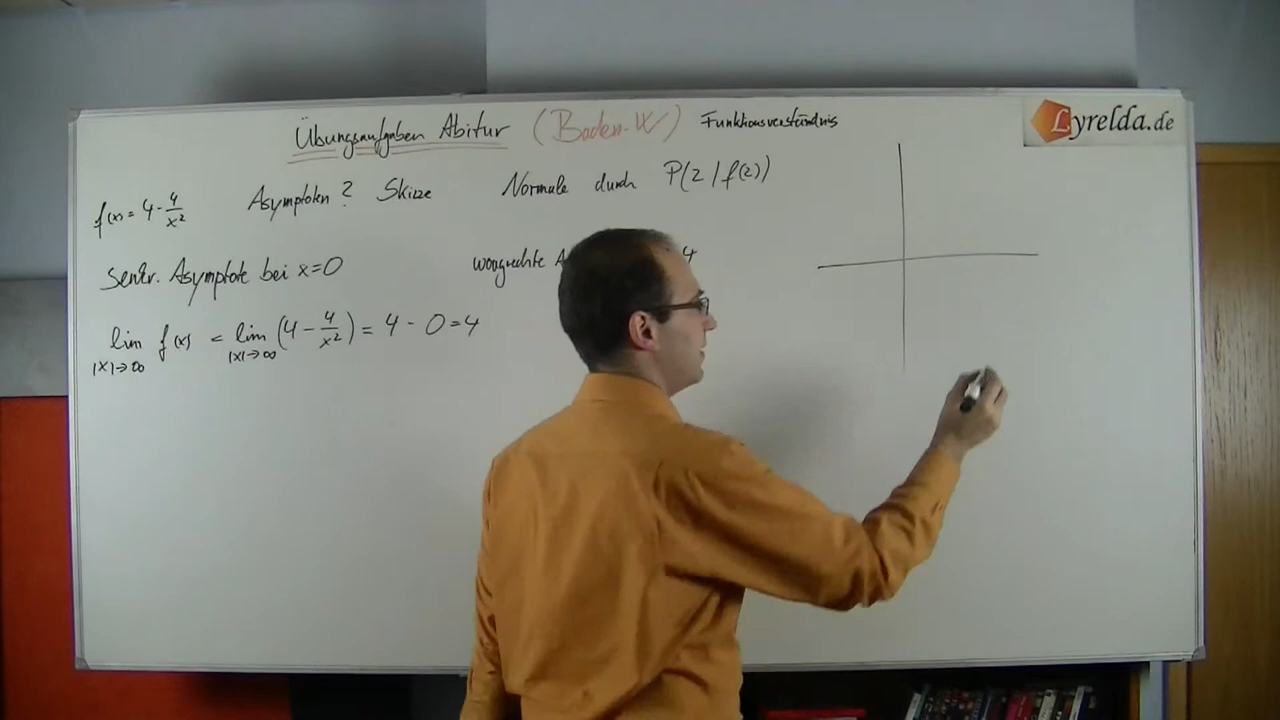 Übungsaufgaben Abitur (Baden-W) Funktionsverständnis
Lyrelda.de
f(x) = 4 - 4/x² Asymptoten? Skizze Normale durch P(2 / f(2))
Senkr. Asymptote bei x=0 waagrechte A 4
lim f(x) = lim (4 - 4/x²) = 4 - 0 = 4
|x|→∞ |x|→∞